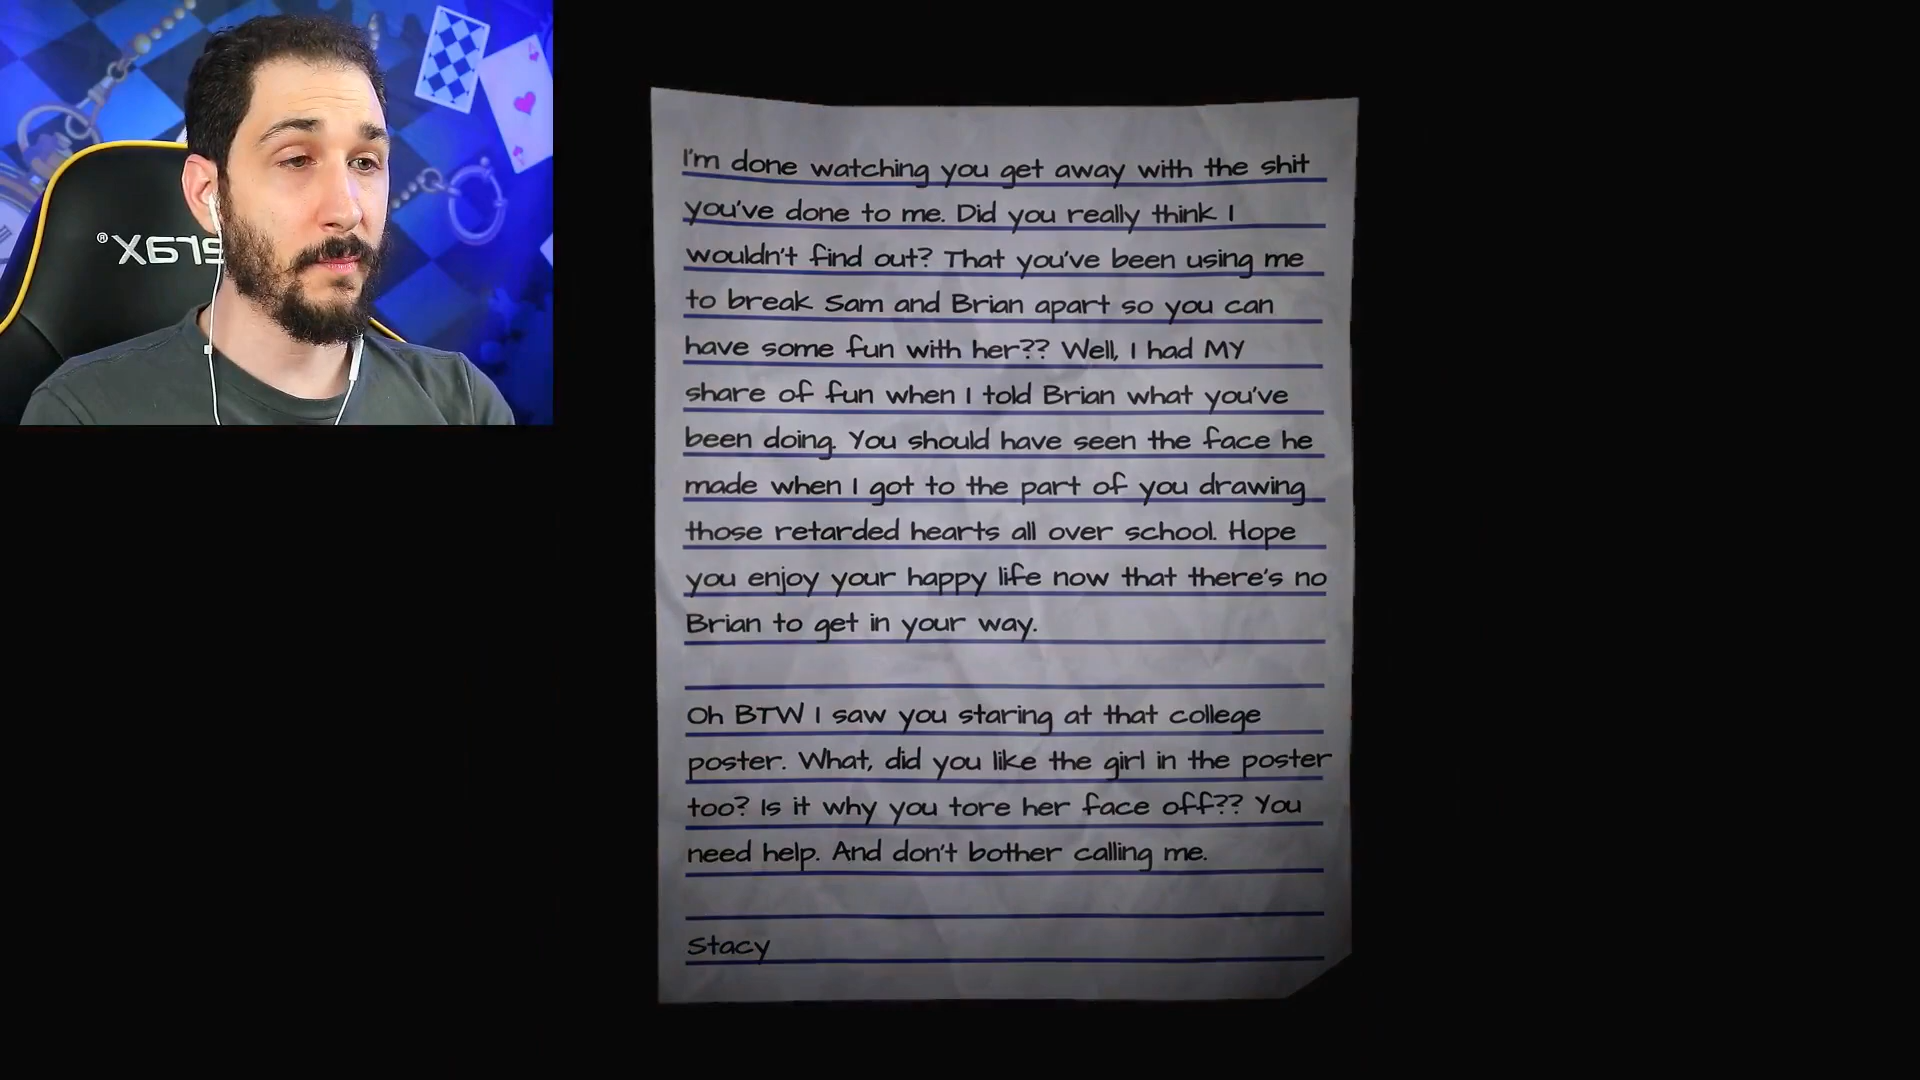 I'm done watching you get away with the shit
you've done to me. Did you really think I
wouldn't find out? That you've been using me
to break Sam and Brian apart so you can
have some fun with her?? Well, I had MY
share of fun when I told Brian what you've
been doing. You should have seen the face he
made when I got to the part of you drawing
those retarded hearts all over school. Hope
you enjoy your happy life now that there's no
Brian to get in your way.
Oh BTW I saw you staring at that college
poster. What, did you like the girl in the poster
too? Is it why you tore her face off?? You
need help. And don't bother calling me.
Stacy